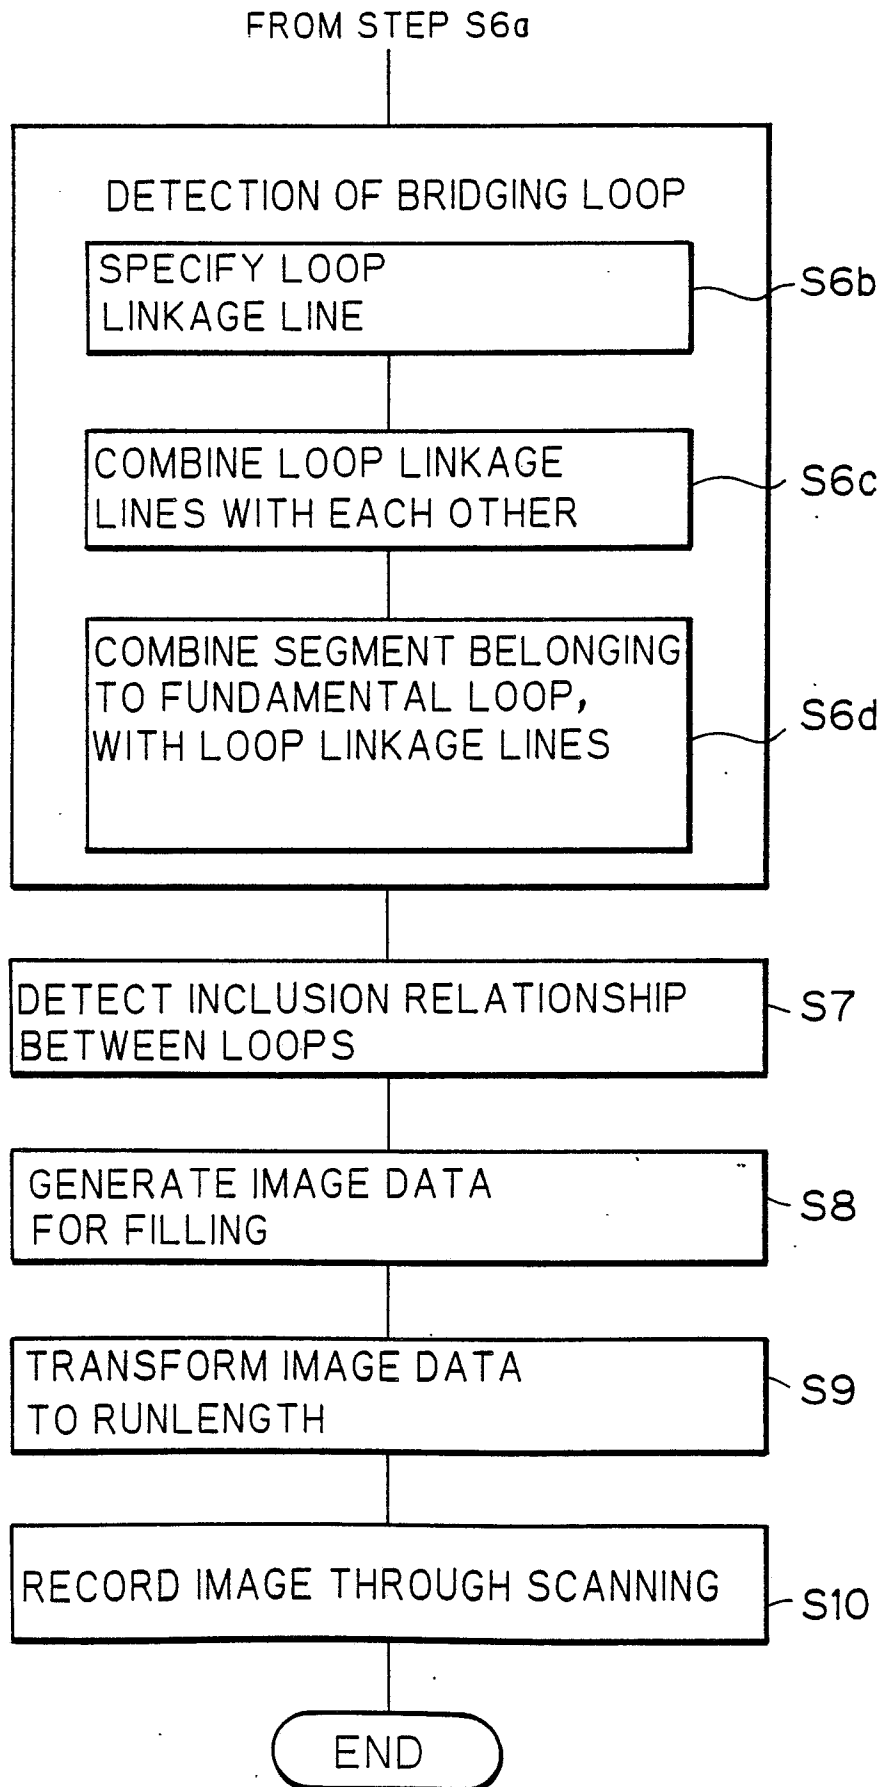 FROM STEP S6a
DETECTION OF BRIDGING LOOP
SPECIFY LOOP
LINKAGE LINE
S6b
COMBINE LOOP LINKAGE
LINES WITH EACH OTHER
S6c
COMBINE SEGMENT BELONGING
TO FUNDAMENTAL LOOP,
WITH LOOP LINKAGE LINES
S6d
DETECT INCLUSION RELATIONSHIP
BETWEEN LOOPS
S7
GENERATE IMAGE DATA
FOR FILLING
S8
TRANSFORM IMAGE DATA
TO RUNLENGTH
S9
RECORD IMAGE THROUGH SCANNING
S10
END